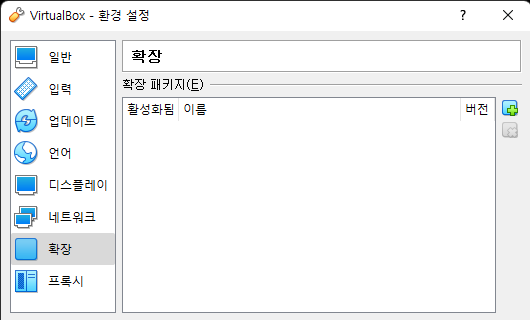 VirtualBox - 환경 설정
일반
입력
업데이트
언어
디스플레이
네트워크
확장
프록시
확장
확장 패키지(E)
활성화됨 이름 버전